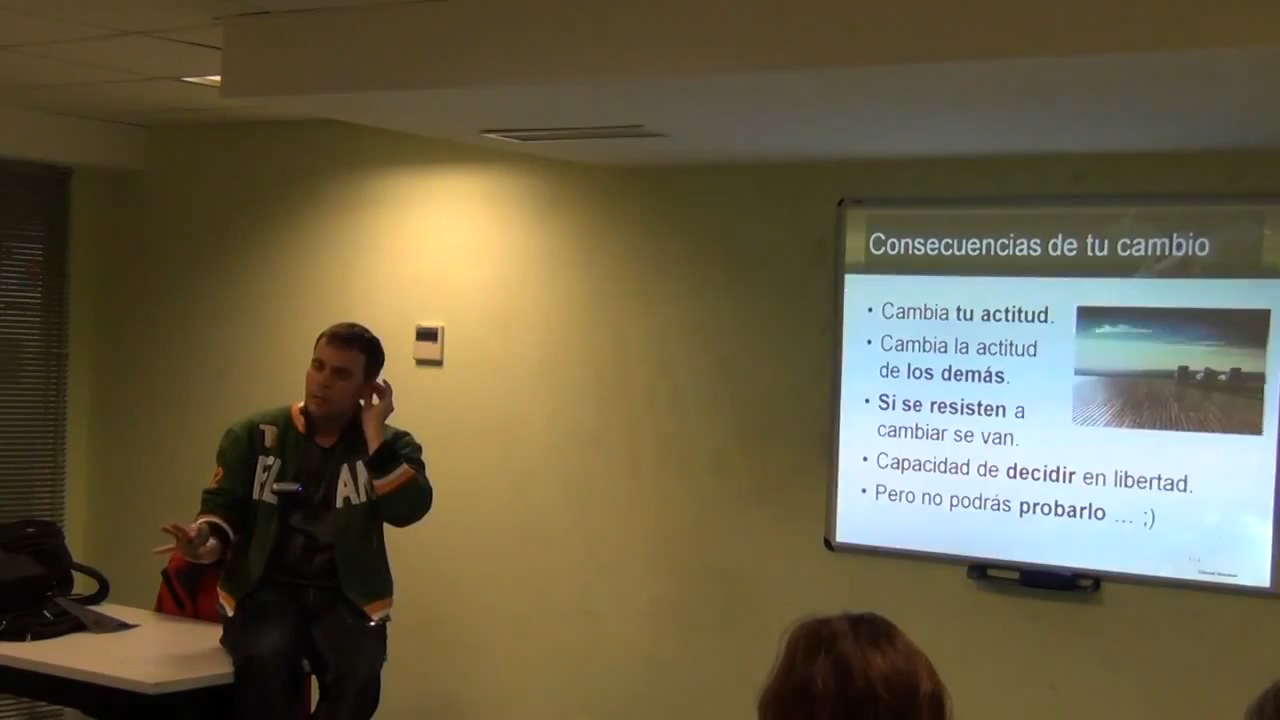 Consecuencias de tu cambio
• Cambia tu actitud.
• Cambia la actitud
de los demás.
• Si se resisten a
cambiar se van.
• Capacidad de decidir en libertad.
• Pero no podrás probarlo ... ;)